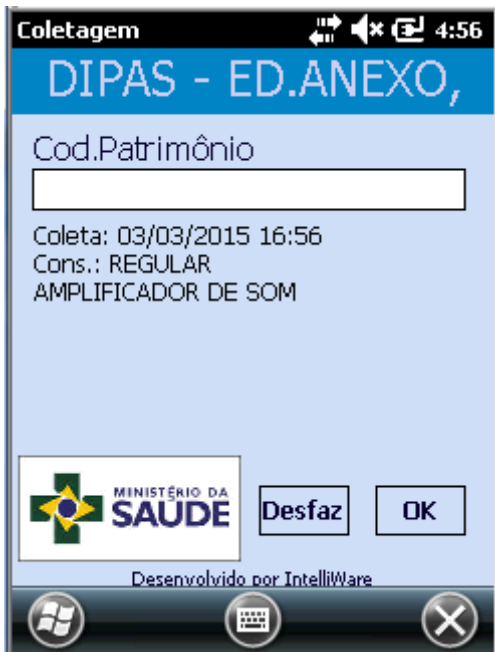 Coletagem 4:56
DIPAS - ED.ANEXO,
Cod.Patrimônio
Coleta: 03/03/2015 16:56
Cons.: REGULAR
AMPLIFICADOR DE SOM
MINISTÉRIO DA
SAÚDE
Desfaz OK
Desenvolvido por IntelliWare